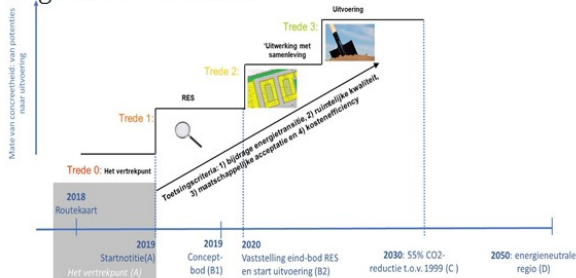 Uitvoering
Trede 3:
'Uitwerking met
samenleving
Trede 2:
RES
Trede 1:
Trede 0: Het vertrekpunt
Mate van concreetheid: van potenties
naar uitvoering
Toetsingscriteria: 1) bijdrage energietransitie, 2) ruimtelijke kwaliteit,
3) maatschappelijke acceptatie en 4) kostenefficiency
2018
Routekaart
2019
Startnotitie(A)
Het vertrekpunt (A)
2019
Concept-
bod (B1)
2020
Vaststelling eind-bod RES
en start uitvoering (B2)
2030: 55% CO2-
reductie t.o.v. 1999 (C )
2050: energieneutrale
regio (D)